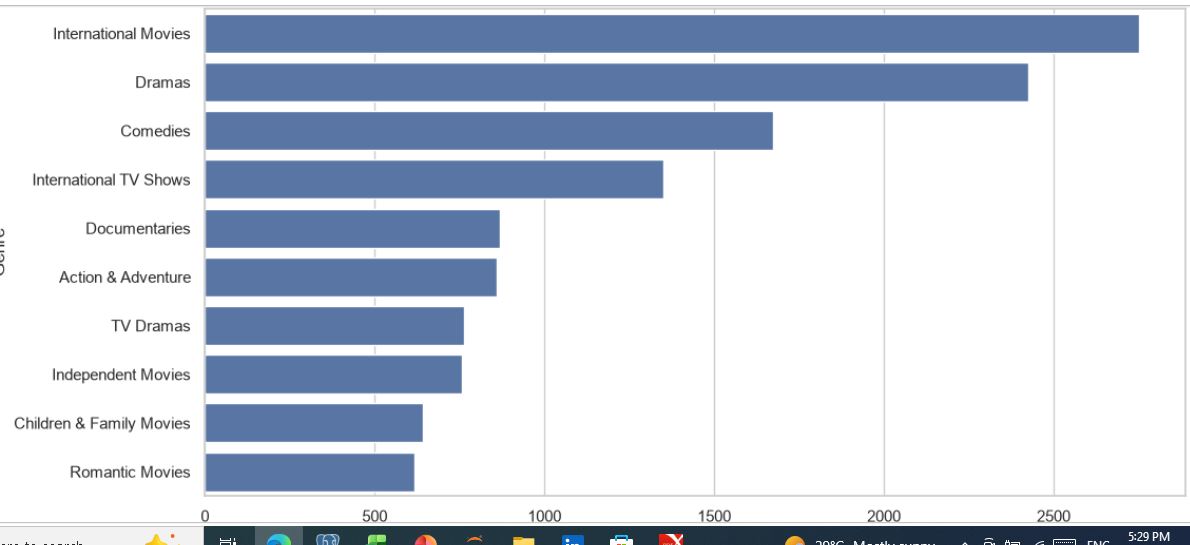 International Movies
Dramas
Comedies
International TV Shows
Documentaries
Action & Adventure
TV Dramas
Independent Movies
Children & Family Movies
Romantic Movies
0 500 1000 1500 2000 2500
5:29 PM